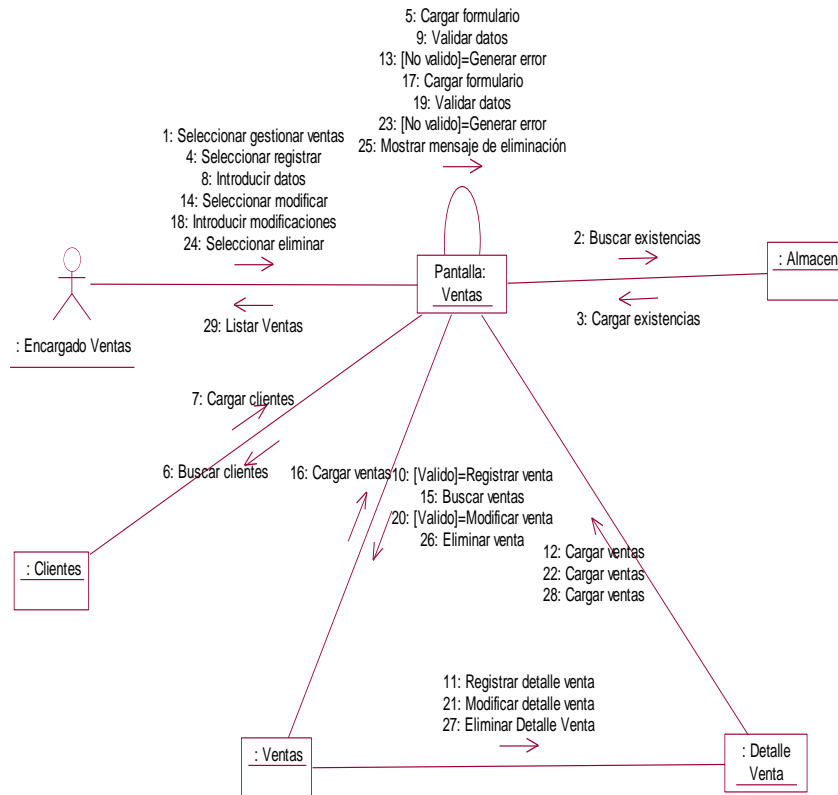 5: Cargar formulario
9: Validar datos
13: [No valido]=Generar error
17: Cargar formulario
19: Validar datos
23: [No valido]=Generar error
25: Mostrar mensaje de eliminación
1: Seleccionar gestionar ventas
4: Seleccionar registrar
8: Introducir datos
14: Seleccionar modificar
18: Introducir modificaciones
24: Seleccionar eliminar
2: Buscar existencias
: Almacen
Pantalla:
Ventas
3: Cargar existencias
29: Listar Ventas
: Encargado Ventas
7: Cargar clientes
6: Buscar clientes
16: Cargar ventas
10: [Valido]=Registrar venta
15: Buscar ventas
20: [Valido]=Modificar venta
26: Eliminar venta
12: Cargar ventas
22: Cargar ventas
28: Cargar ventas
: Clientes
11: Registrar detalle venta
21: Modificar detalle venta
27: Eliminar Detalle Venta
: Ventas
: Detalle
Venta